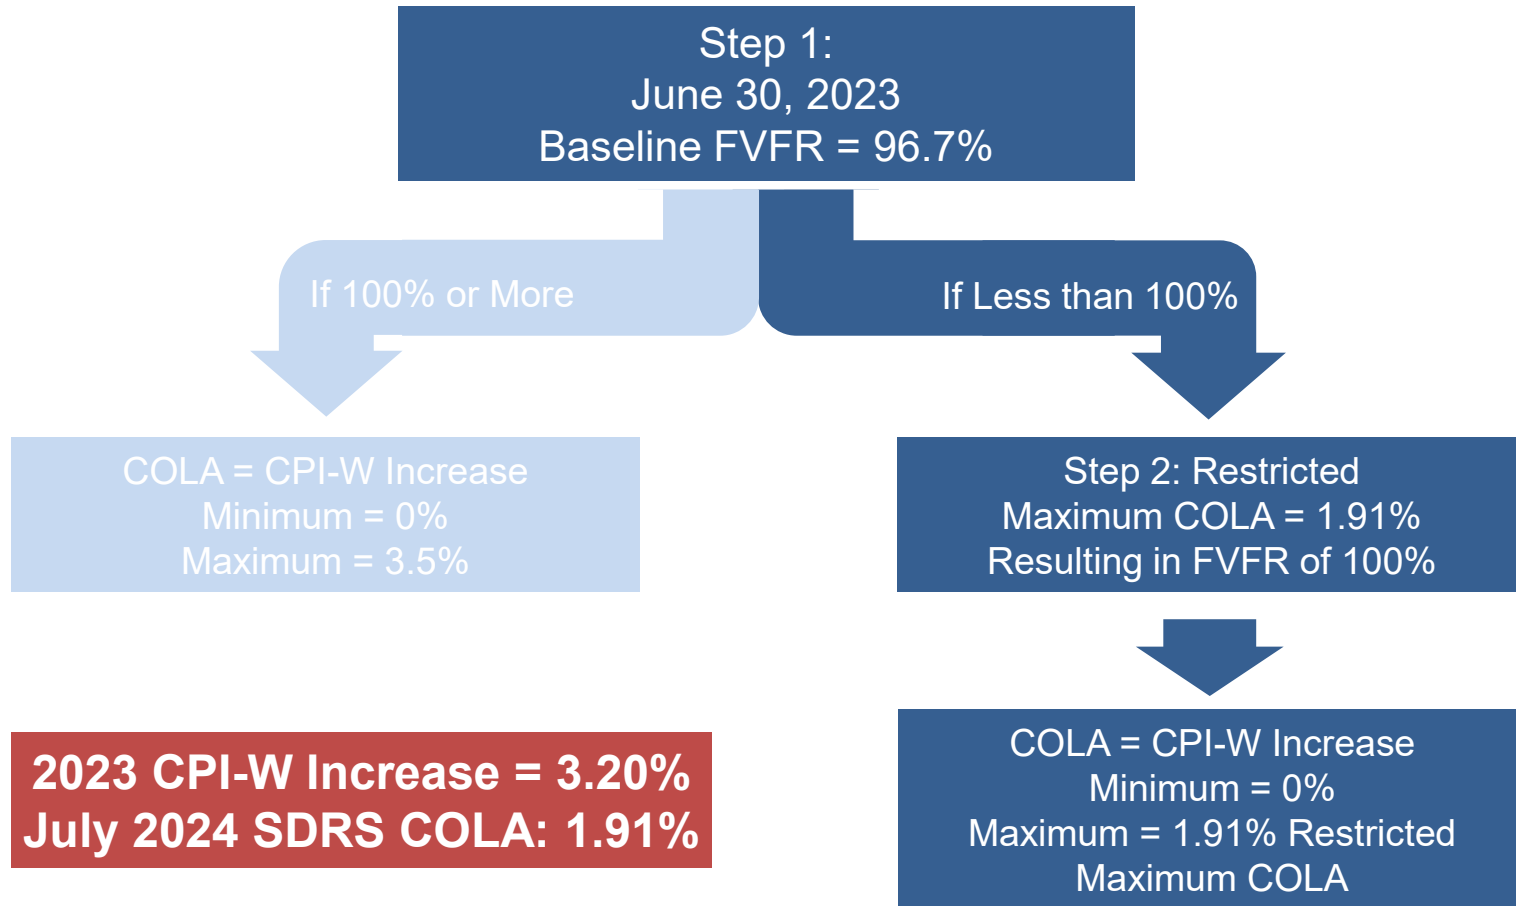 Step 1:
June 30, 2023
Baseline FVFR = 96.7%
If 100% or More
If Less than 100%
COLA = CPI-W Increase
Minimum = 0%
Maximum = 3.5%
Step 2: Restricted
Maximum COLA = 1.91%
Resulting in FVFR of 100%
2023 CPI-W Increase = 3.20%
July 2024 SDRS COLA: 1.91%
COLA = CPI-W Increase
Minimum = 0%
Maximum = 1.91% Restricted
Maximum COLA